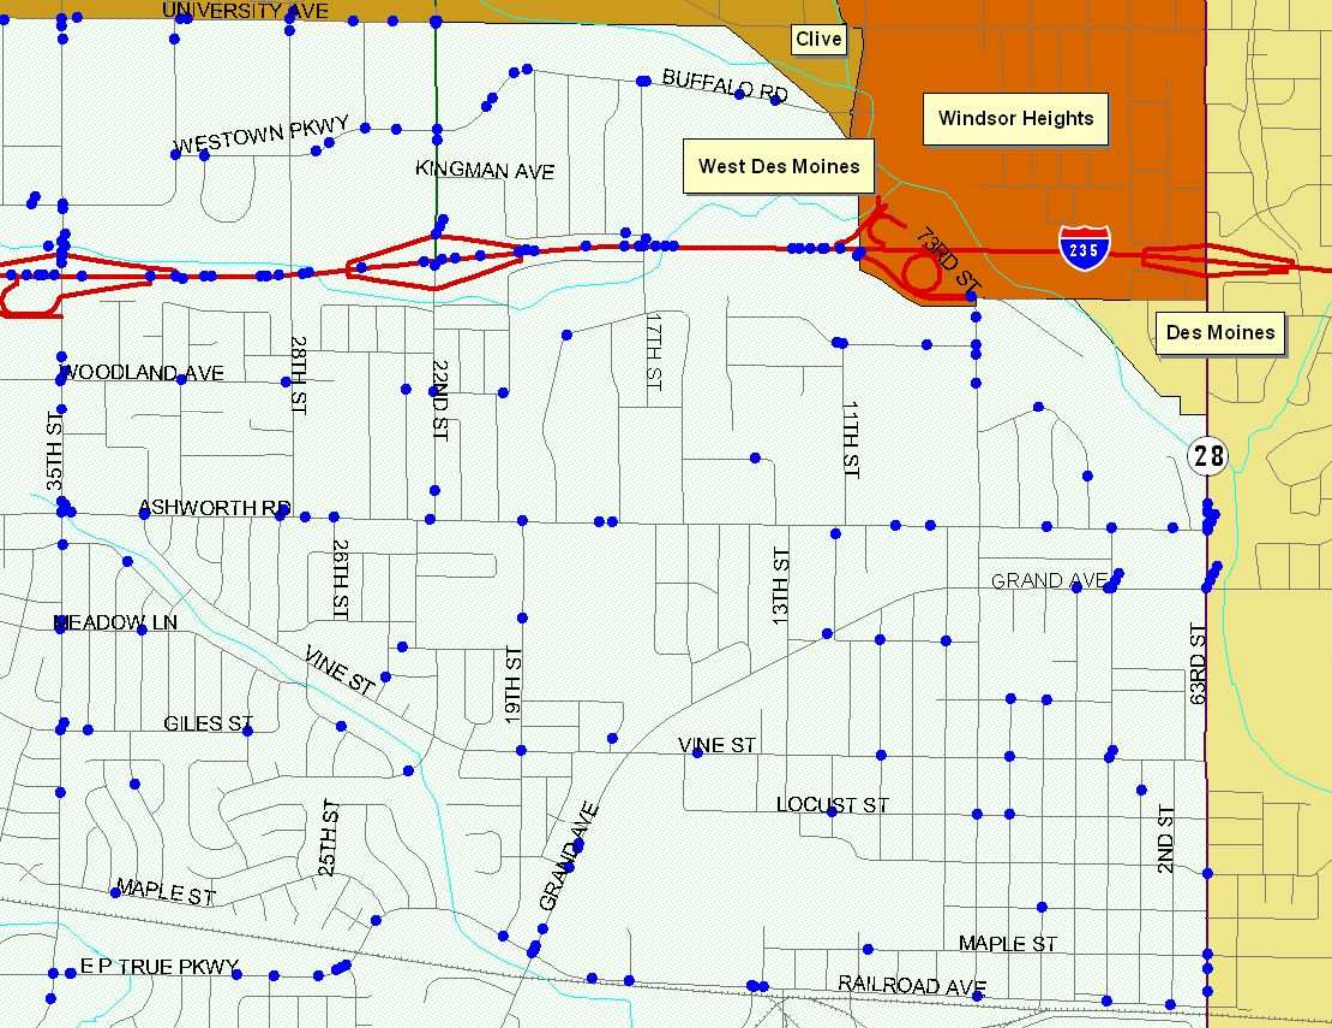 UNIVERSITY AVE
Clive
BUFFALO RD
Windsor Heights
WESTOWN PKWY
KINGMAN AVE
West Des Moines
73RD ST
235
Des Moines
17TH ST
28TH ST
WOODLAND AVE
22ND ST
11TH ST
35TH ST
28
ASHWORTH RD
26TH ST
13TH ST
GRAND AVE
MEADOW LN
VINE ST
19TH ST
63RD ST
GILES ST
VINE ST
LOCUST ST
25TH ST
GRAND AVE
2ND ST
MAPLE ST
MAPLE ST
E P TRUE PKWY
RAILROAD AVE